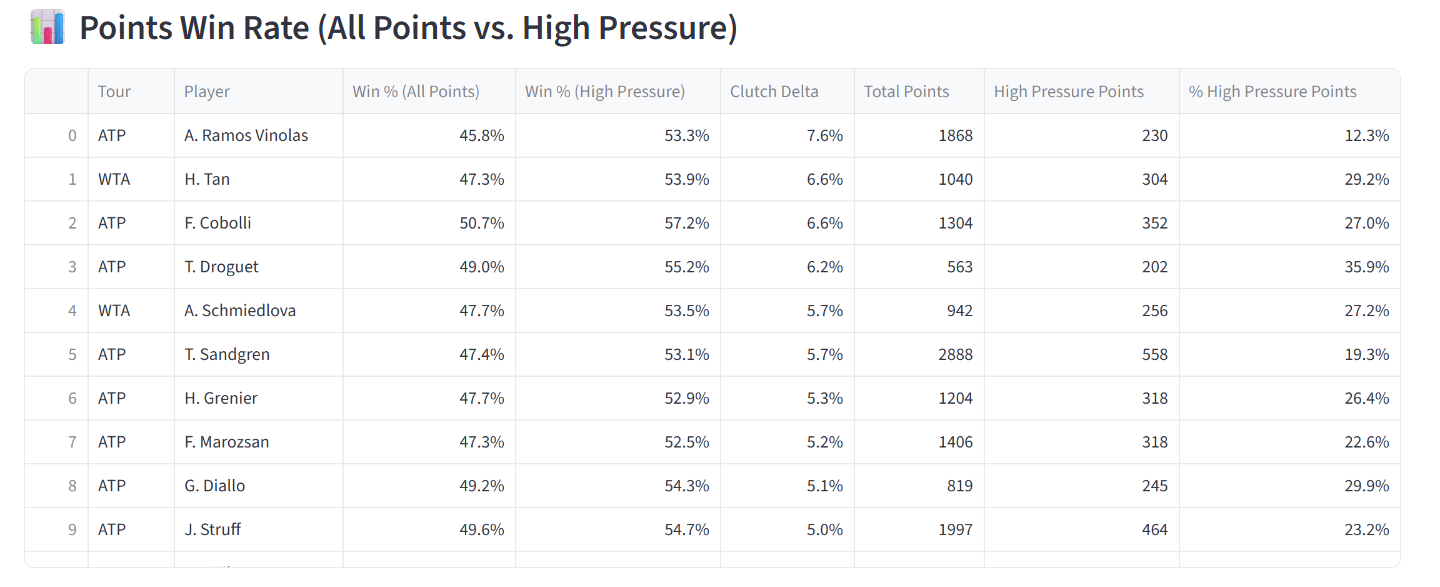 Points Win Rate (All Points vs. High Pressure)
Tour Player Win % (All Points) Win % (High Pressure) Clutch Delta Total Points High Pressure Points % High Pressure Points
0 ATP A. Ramos Vinolas 45.8% 53.3% 7.6% 1868 230 12.3%
1 WTA H. Tan 47.3% 53.9% 6.6% 1040 304 29.2%
2 ATP F. Cobolli 50.7% 57.2% 6.6% 1304 352 27.0%
3 ATP T. Droguet 49.0% 55.2% 6.2% 563 202 35.9%
4 WTA A. Schmiedlova 47.7% 53.5% 5.7% 942 256 27.2%
5 ATP T. Sandgren 47.4% 53.1% 5.7% 2888 558 19.3%
6 ATP H. Grenier 47.7% 52.9% 5.3% 1204 318 26.4%
7 ATP F. Marozsan 47.3% 52.5% 5.2% 1406 318 22.6%
8 ATP G. Diallo 49.2% 54.3% 5.1% 819 245 29.9%
9 ATP J. Struff 49.6% 54.7% 5.0% 1997 464 23.2%